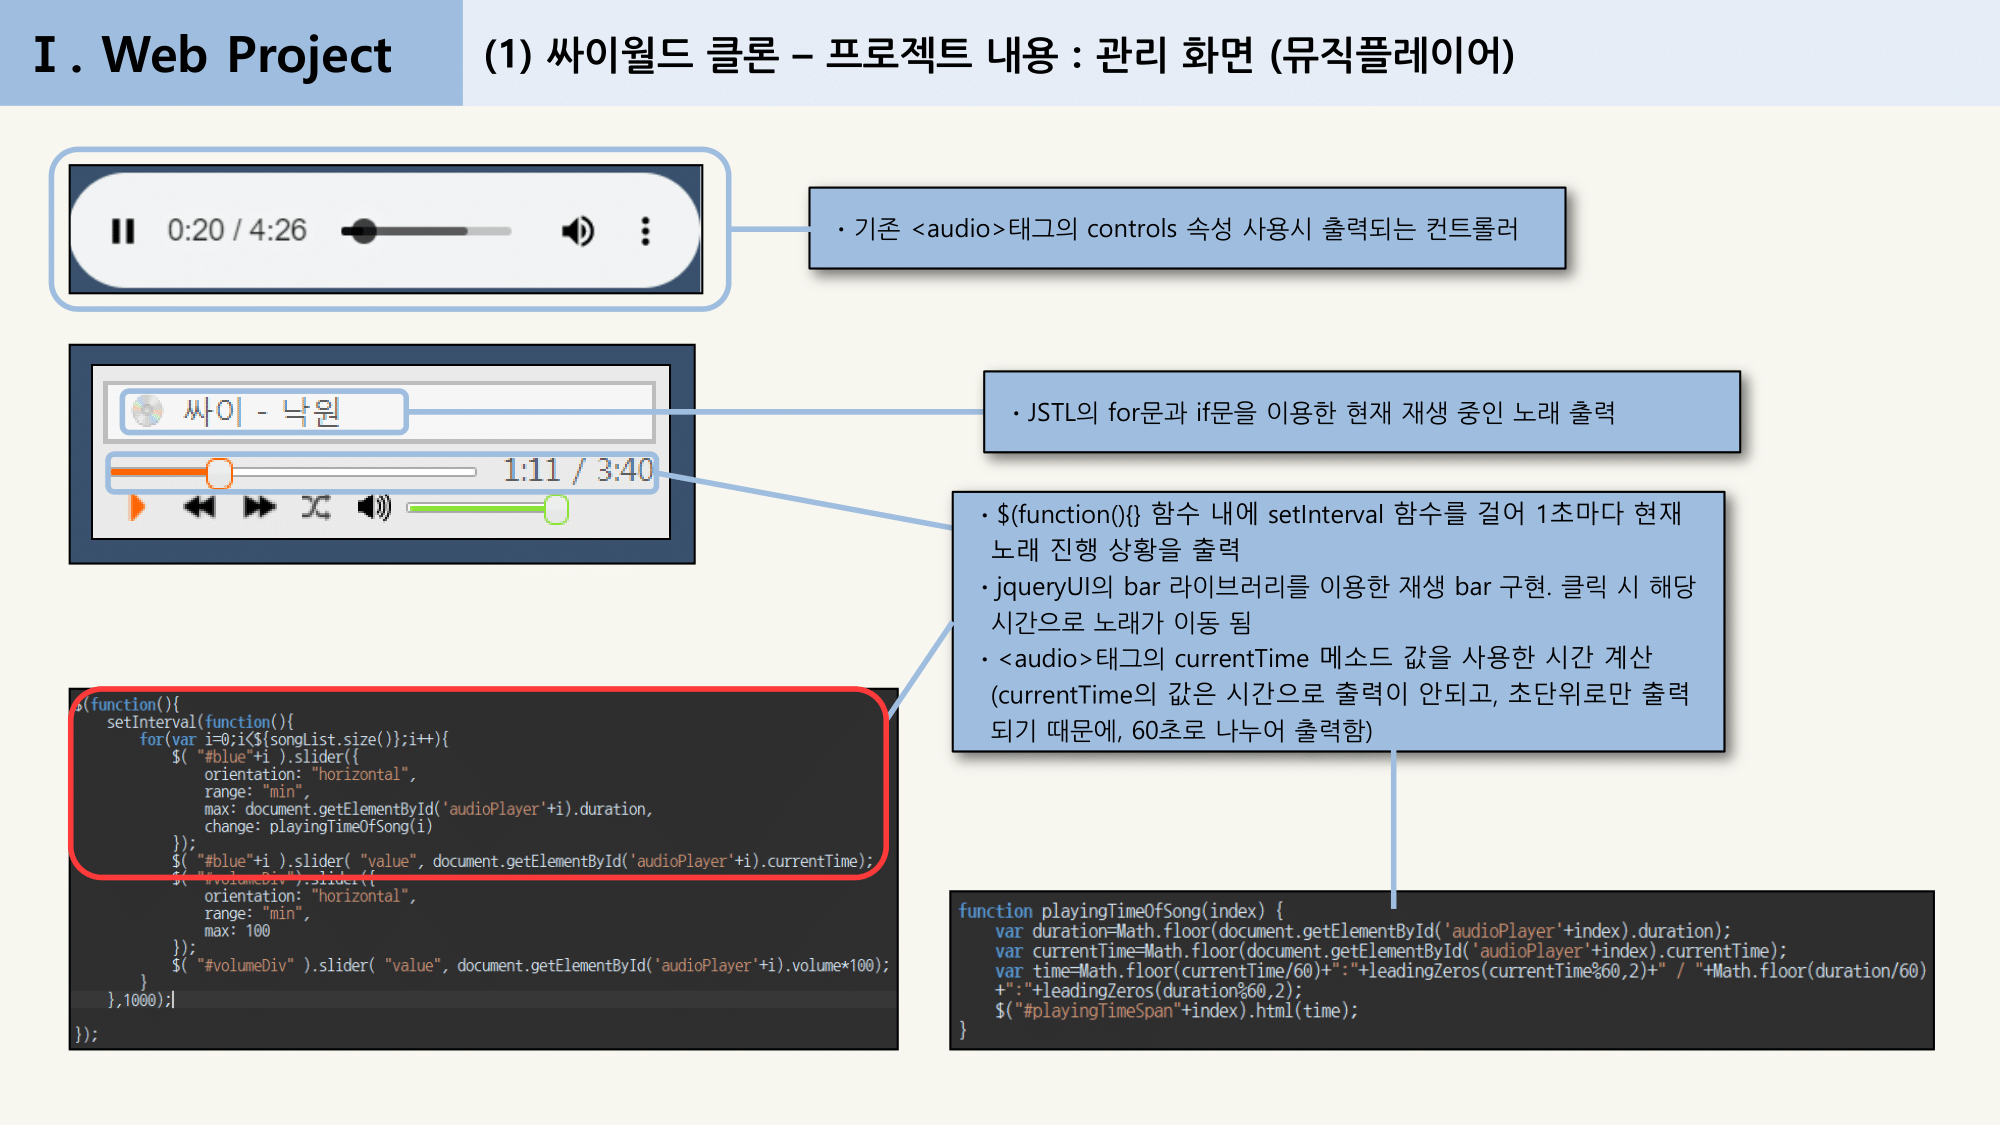 Ⅰ. Web Project
(1) 싸이월드 클론 – 프로젝트 내용 : 관리 화면 (뮤직플레이어)
0:20 / 4:26
· 기존 <audio>태그의 controls 속성 사용시 출력되는 컨트롤러
싸이 - 낙원
1:11 / 3:40
· JSTL의 for문과 if문을 이용한 현재 재생 중인 노래 출력
· $(function(){} 함수 내에 setInterval 함수를 걸어 1초마다 현재
노래 진행 상황을 출력
· jqueryUI의 bar 라이브러리를 이용한 재생 bar 구현. 클릭 시 해당
시간으로 노래가 이동 됨
· <audio>태그의 currentTime 메소드 값을 사용한 시간 계산
(currentTime의 값은 시간으로 출력이 안되고, 초단위로만 출력
되기 때문에, 60초로 나누어 출력함)
$(function(){
    setInterval(function(){
        for(var i=0;i<${songList.size()};i++){
            $( "#blue"+i ).slider({
                orientation: "horizontal",
                range: "min",
                max: document.getElementById('audioPlayer'+i).duration,
                change: playingTimeOfSong(i)
            });
            $( "#blue"+i ).slider( "value", document.getElementById('audioPlayer'+i).currentTime);
            $( "#volumeDiv").slider({
                orientation: "horizontal",
                range: "min",
                max: 100
            });
            $( "#volumeDiv" ).slider( "value", document.getElementById('audioPlayer'+i).volume*100);
        }
    },1000);
});
function playingTimeOfSong(index) {
    var duration=Math.floor(document.getElementById('audioPlayer'+index).duration);
    var currentTime=Math.floor(document.getElementById('audioPlayer'+index).currentTime);
    var time=Math.floor(currentTime/60)+":"+leadingZeros(currentTime%60,2)+" / "+Math.floor(duration/60)
    +":"+leadingZeros(duration%60,2);
    $("#playingTimeSpan"+index).html(time);
}